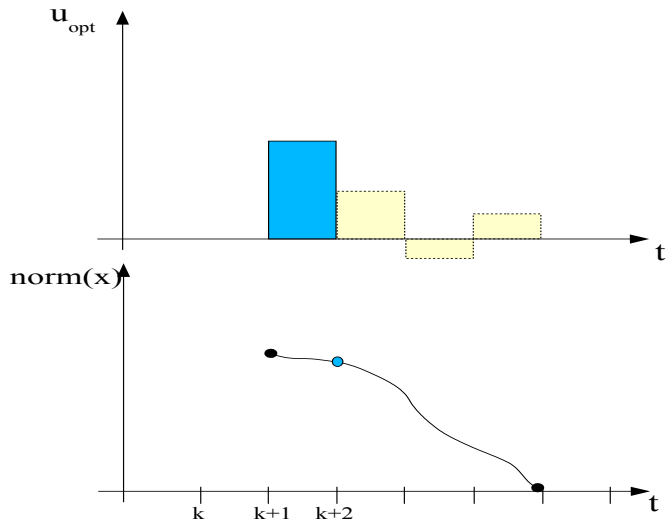 u_opt
t
norm(x)
t
k k+1 k+2